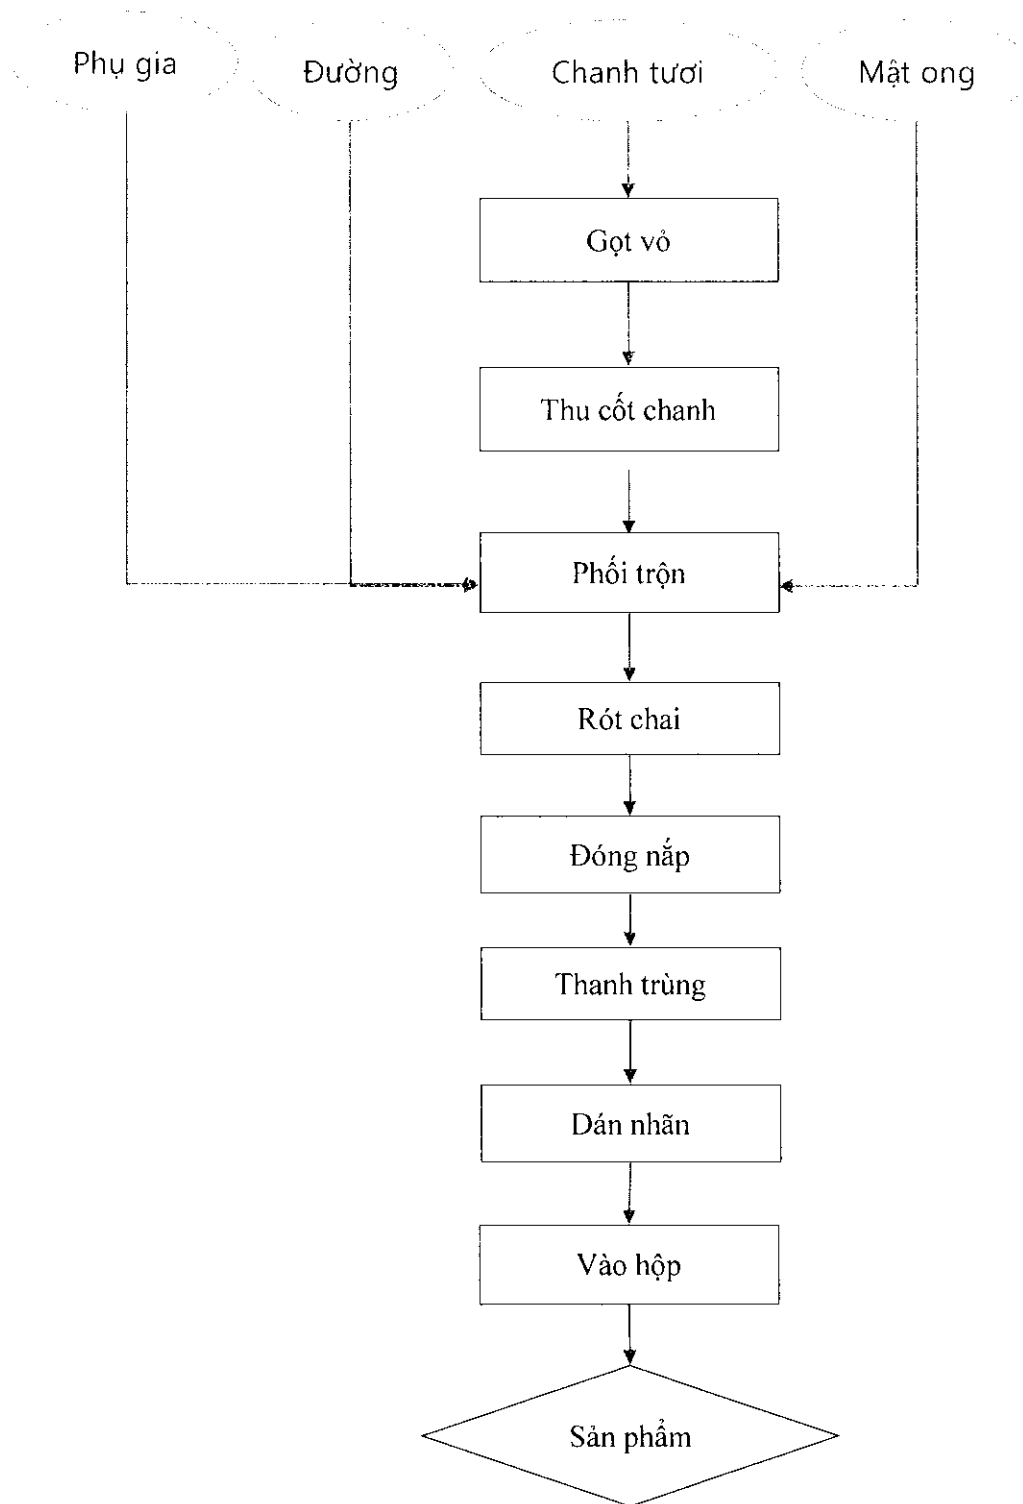 Phụ gia
Đường
Chanh tươi
Mật ong
Gọt vỏ
Thu cốt chanh
Phối trộn
Rót chai
Đóng nắp
Thanh trùng
Dán nhãn
Vào hộp
Sản phẩm